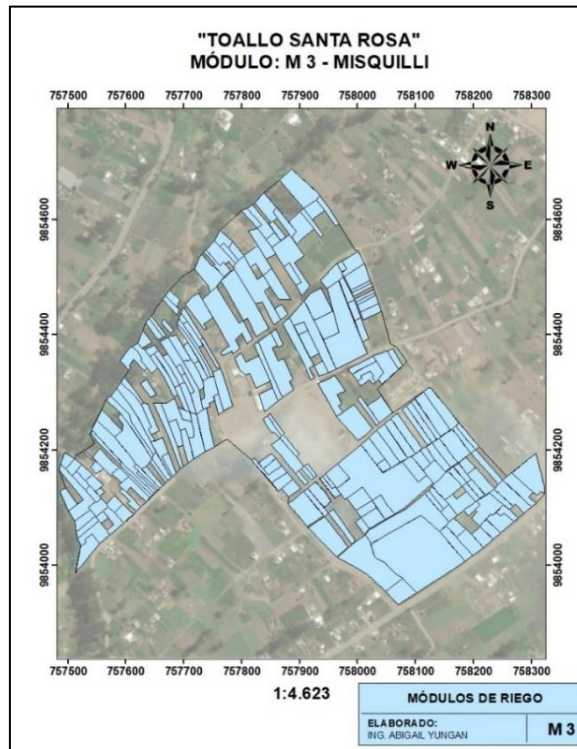 "TOALLO SANTA ROSA"
MÓDULO: M 3 - MISQUILLI
757500 757600 757700 757800 757900 758000 758100 758200 758300
N
W E
S
9854600 9854600
9854400 9854400
9854200 9854200
9854000 9854000
757500 757600 757700 757800 757900 758000 758100 758200 758300
1:4.623
MÓDULOS DE RIEGO
ELABORADO:
ING. ABIGAIL YUNGAN
M 3